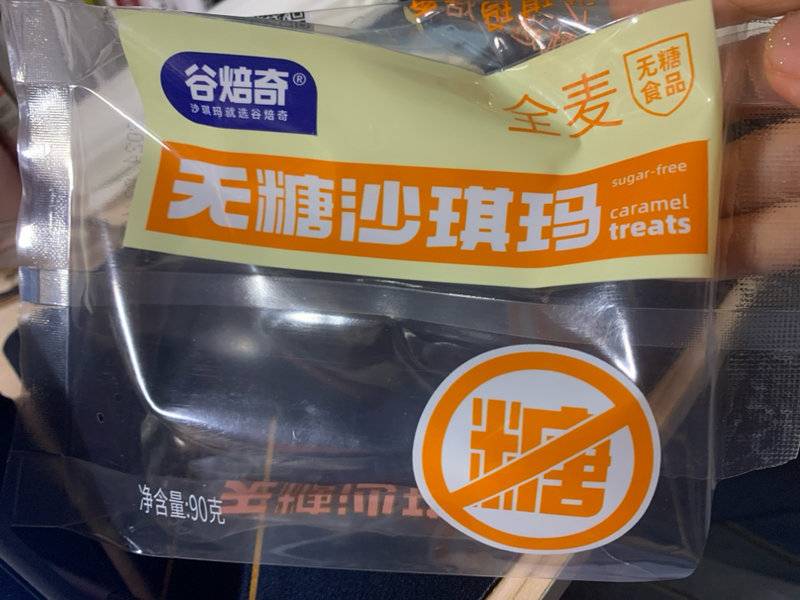 谷焙奇®
沙琪玛就选谷焙奇
全麦
无糖
食品
无糖沙琪玛
sugar-free
caramel
treats
糖
净含量:90克